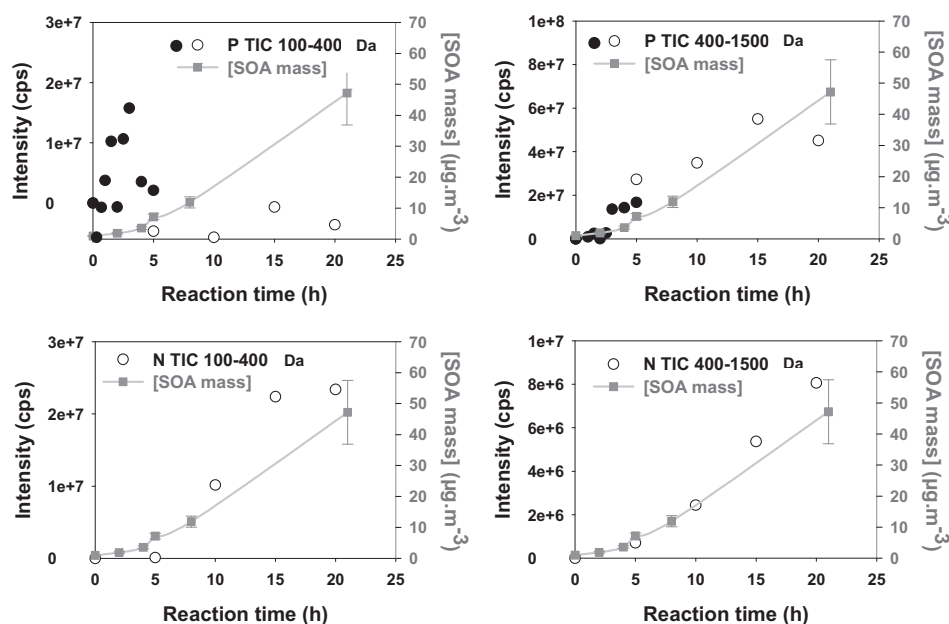 P TIC 100-400 Da
[SOA mass]
Intensity (cps)
3e+7
2e+7
1e+7
0
70
60
50
40
30
20
10
0
[SOA mass] (µg.m⁻³)
0 5 10 15 20 25
Reaction time (h)
P TIC 400-1500 Da
[SOA mass]
Intensity (cps)
1e+8
8e+7
6e+7
4e+7
2e+7
0
70
60
50
40
30
20
10
0
[SOA mass] (µg.m⁻³)
0 5 10 15 20 25
Reaction time (h)
N TIC 100-400 Da
[SOA mass]
Intensity (cps)
3e+7
2e+7
1e+7
0
70
60
50
40
30
20
10
0
[SOA mass] (µg.m⁻³)
0 5 10 15 20 25
Reaction time (h)
N TIC 400-1500 Da
[SOA mass]
Intensity (cps)
1e+7
8e+6
6e+6
4e+6
2e+6
0
70
60
50
40
30
20
10
0
[SOA mass] (µg.m⁻³)
0 5 10 15 20 25
Reaction time (h)